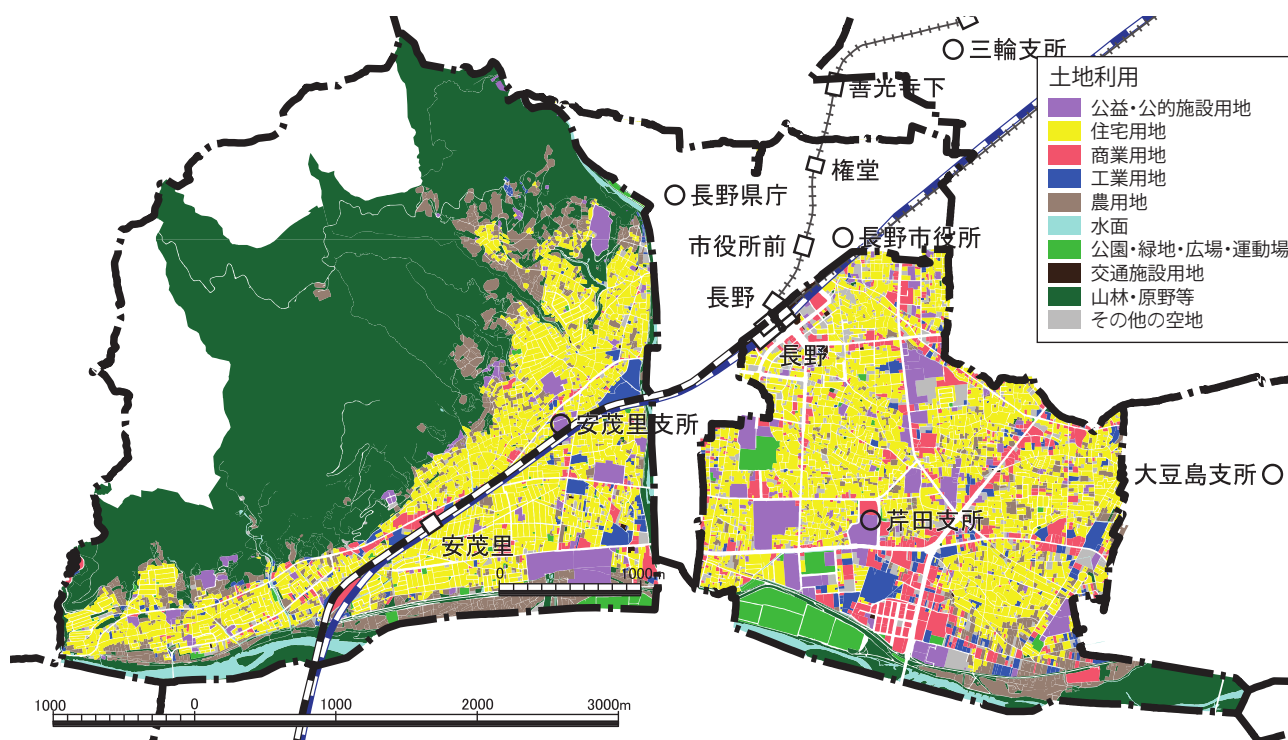 三輪支所
善光寺下
権堂
長野県庁
市役所前
長野市役所
長野
長野
安茂里支所
大豆島支所
芹田支所
安茂里
0 1000m
1000 0 1000 2000 3000m
土地利用
公益・公的施設用地
住宅用地
商業用地
工業用地
農用地
水面
公園・緑地・広場・運動場
交通施設用地
山林・原野等
その他の空地